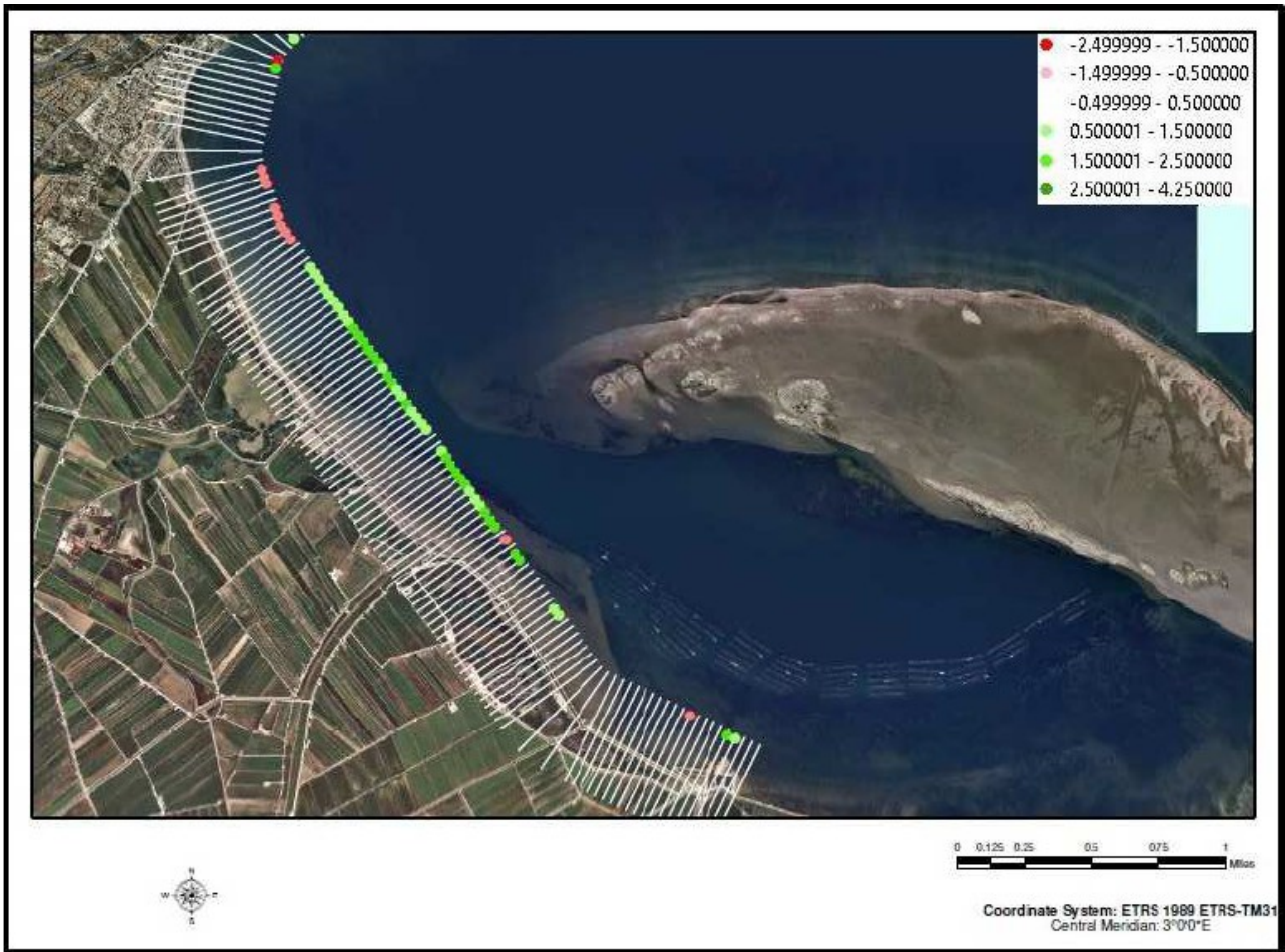 -2.499999 - -1.500000
-1.499999 - -0.500000
-0.499999 - 0.500000
0.500001 - 1.500000
1.500001 - 2.500000
2.500001 - 4.250000
0 0.125 0.25 0.5 0.75 1
Miles
N
W E
S
Coordinate System: ETRS 1989 ETRS-TM31
Central Meridian: 3°0'0"E